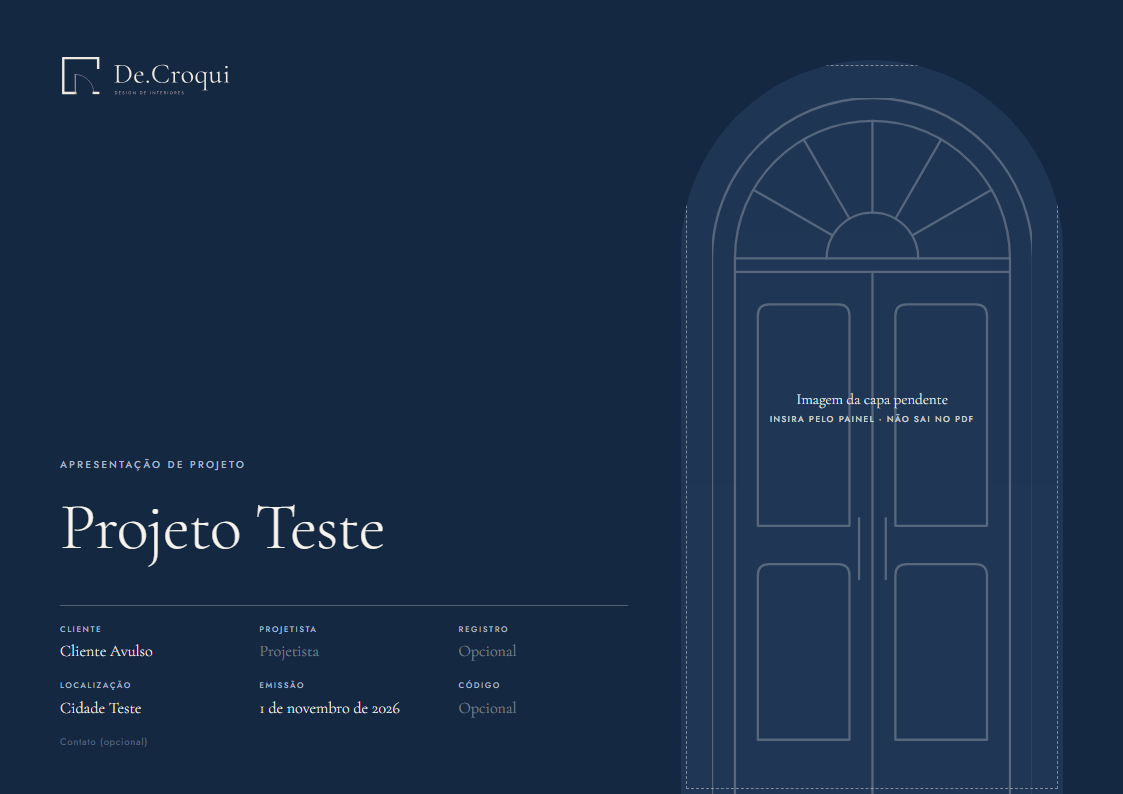 De.Croqui
DESIGN DE INTERIORES
Imagem da capa pendente
INSIRA PELO PAINEL · NÃO SAI NO PDF
APRESENTAÇÃO DE PROJETO
Projeto Teste
CLIENTE
Cliente Avulso
PROJETISTA
Projetista
REGISTRO
Opcional
LOCALIZAÇÃO
Cidade Teste
EMISSÃO
1 de novembro de 2026
CÓDIGO
Opcional
Contato (opcional)